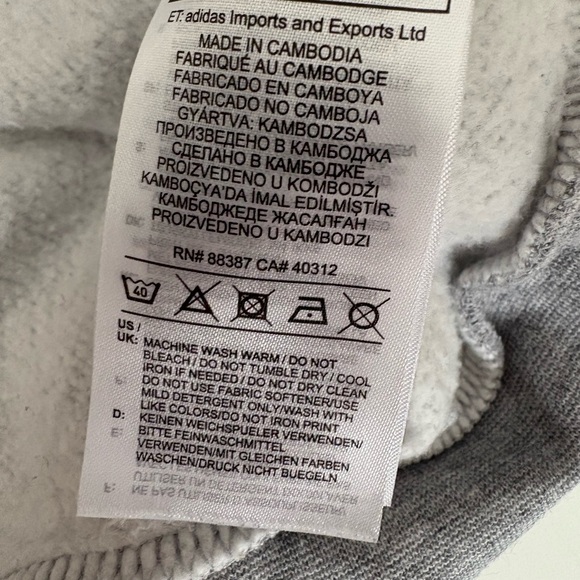 ET: adidas Imports and Exports Ltd
MADE IN CAMBODIA
FABRIQUÉ AU CAMBODGE
FABRICADO EN CAMBOYA
FABRICADO NO CAMBOJA
GYÁRTVA: KAMBODZSA
ПРОИЗВЕДЕНО В КАМБОДЖА
СДЕЛАНО В КАМБОДЖЕ
PROIZVEDENO U KOMBODŽI
KAMBOÇYA'DA İMAL EDİLMİŞTİR.
КАМБОДЖЕДЕ ЖАСАЛҒАН
PROIZVEDENO U KAMBODZI
RN# 88387 CA# 40312
40
US /
UK: MACHINE WASH WARM / DO NOT
BLEACH / DO NOT TUMBLE DRY / COOL
IRON IF NEEDED / DO NOT DRY CLEAN
DO NOT USE FABRIC SOFTENER/USE
MILD DETERGENT ONLY/WASH WITH
LIKE COLORS/DO NOT IRON PRINT
D: KEINEN WEICHSPUELER VERWENDEN/
BITTE FEINWASCHMITTEL
VERWENDEN/MIT GLEICHEN FARBEN
WASCHEN/DRUCK NICHT BUEGELN